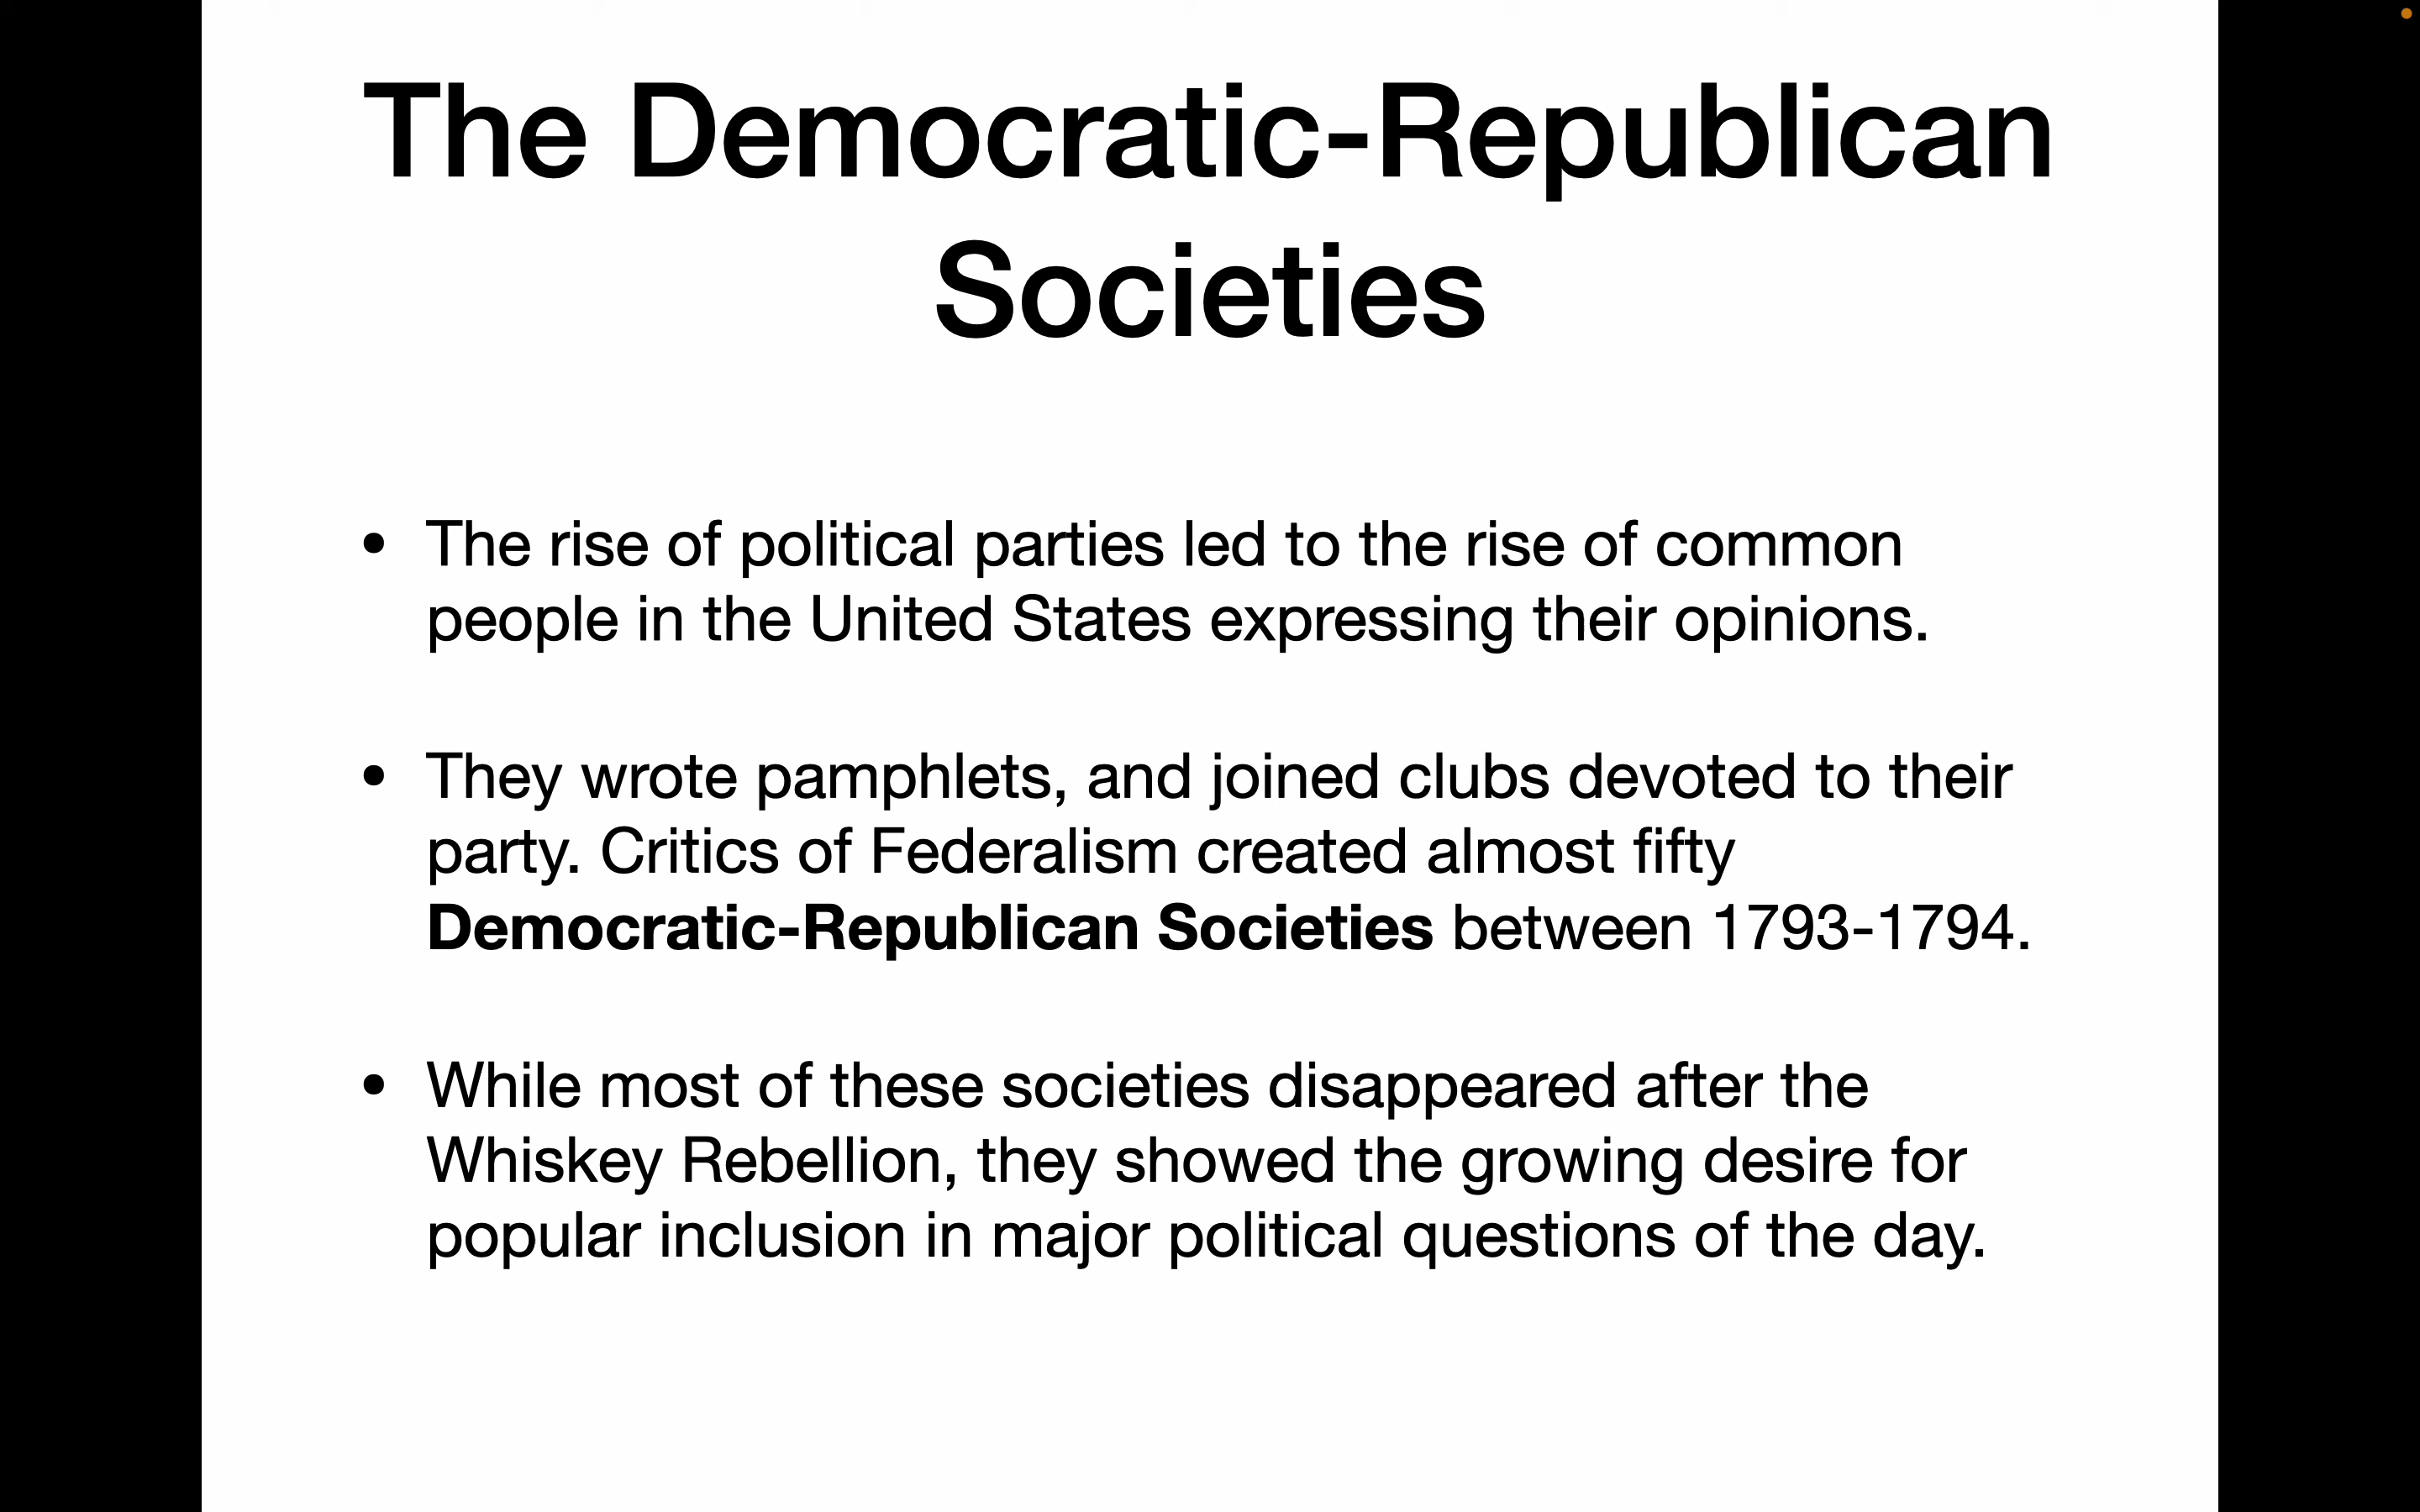 The Democratic-Republican
Societies
• The rise of political parties led to the rise of common
people in the United States expressing their opinions.
• They wrote pamphlets, and joined clubs devoted to their
party. Critics of Federalism created almost fifty
Democratic-Republican Societies between 1793-1794.
• While most of these societies disappeared after the
Whiskey Rebellion, they showed the growing desire for
popular inclusion in major political questions of the day.